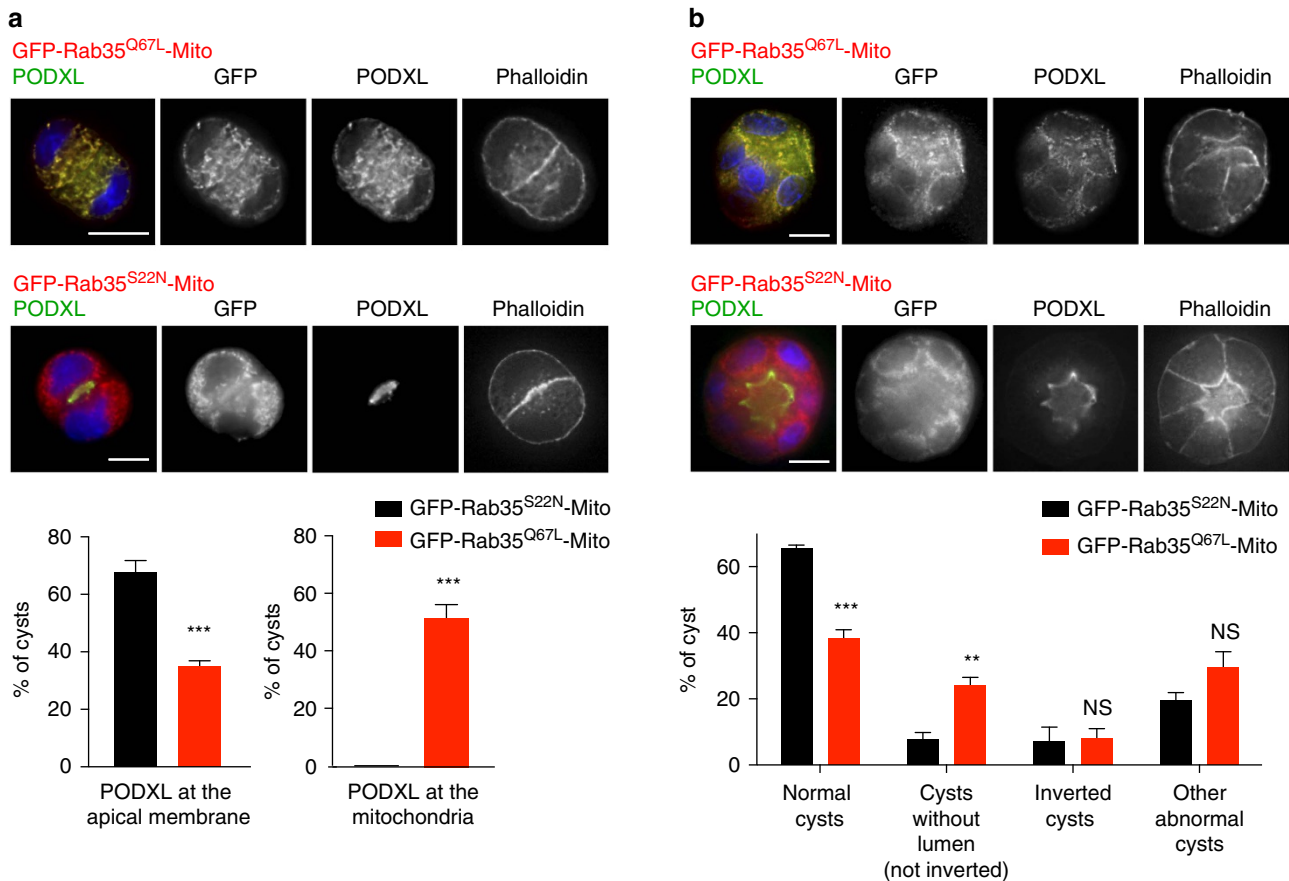 a
GFP-Rab35Q67L-Mito
PODXL GFP PODXL Phalloidin
GFP-Rab35S22N-Mito
PODXL GFP PODXL Phalloidin
GFP-Rab35S22N-Mito
GFP-Rab35Q67L-Mito
% of cysts
80
60
40
20
0
***
PODXL at the
apical membrane
% of cysts
80
60
40
20
0
***
PODXL at the
mitochondria
b
GFP-Rab35Q67L-Mito
PODXL GFP PODXL Phalloidin
GFP-Rab35S22N-Mito
PODXL GFP PODXL Phalloidin
GFP-Rab35S22N-Mito
GFP-Rab35Q67L-Mito
% of cyst
60
40
20
0
***
**
NS
NS
Normal
cysts
Cysts
without
lumen
(not inverted)
Inverted
cysts
Other
abnormal
cysts